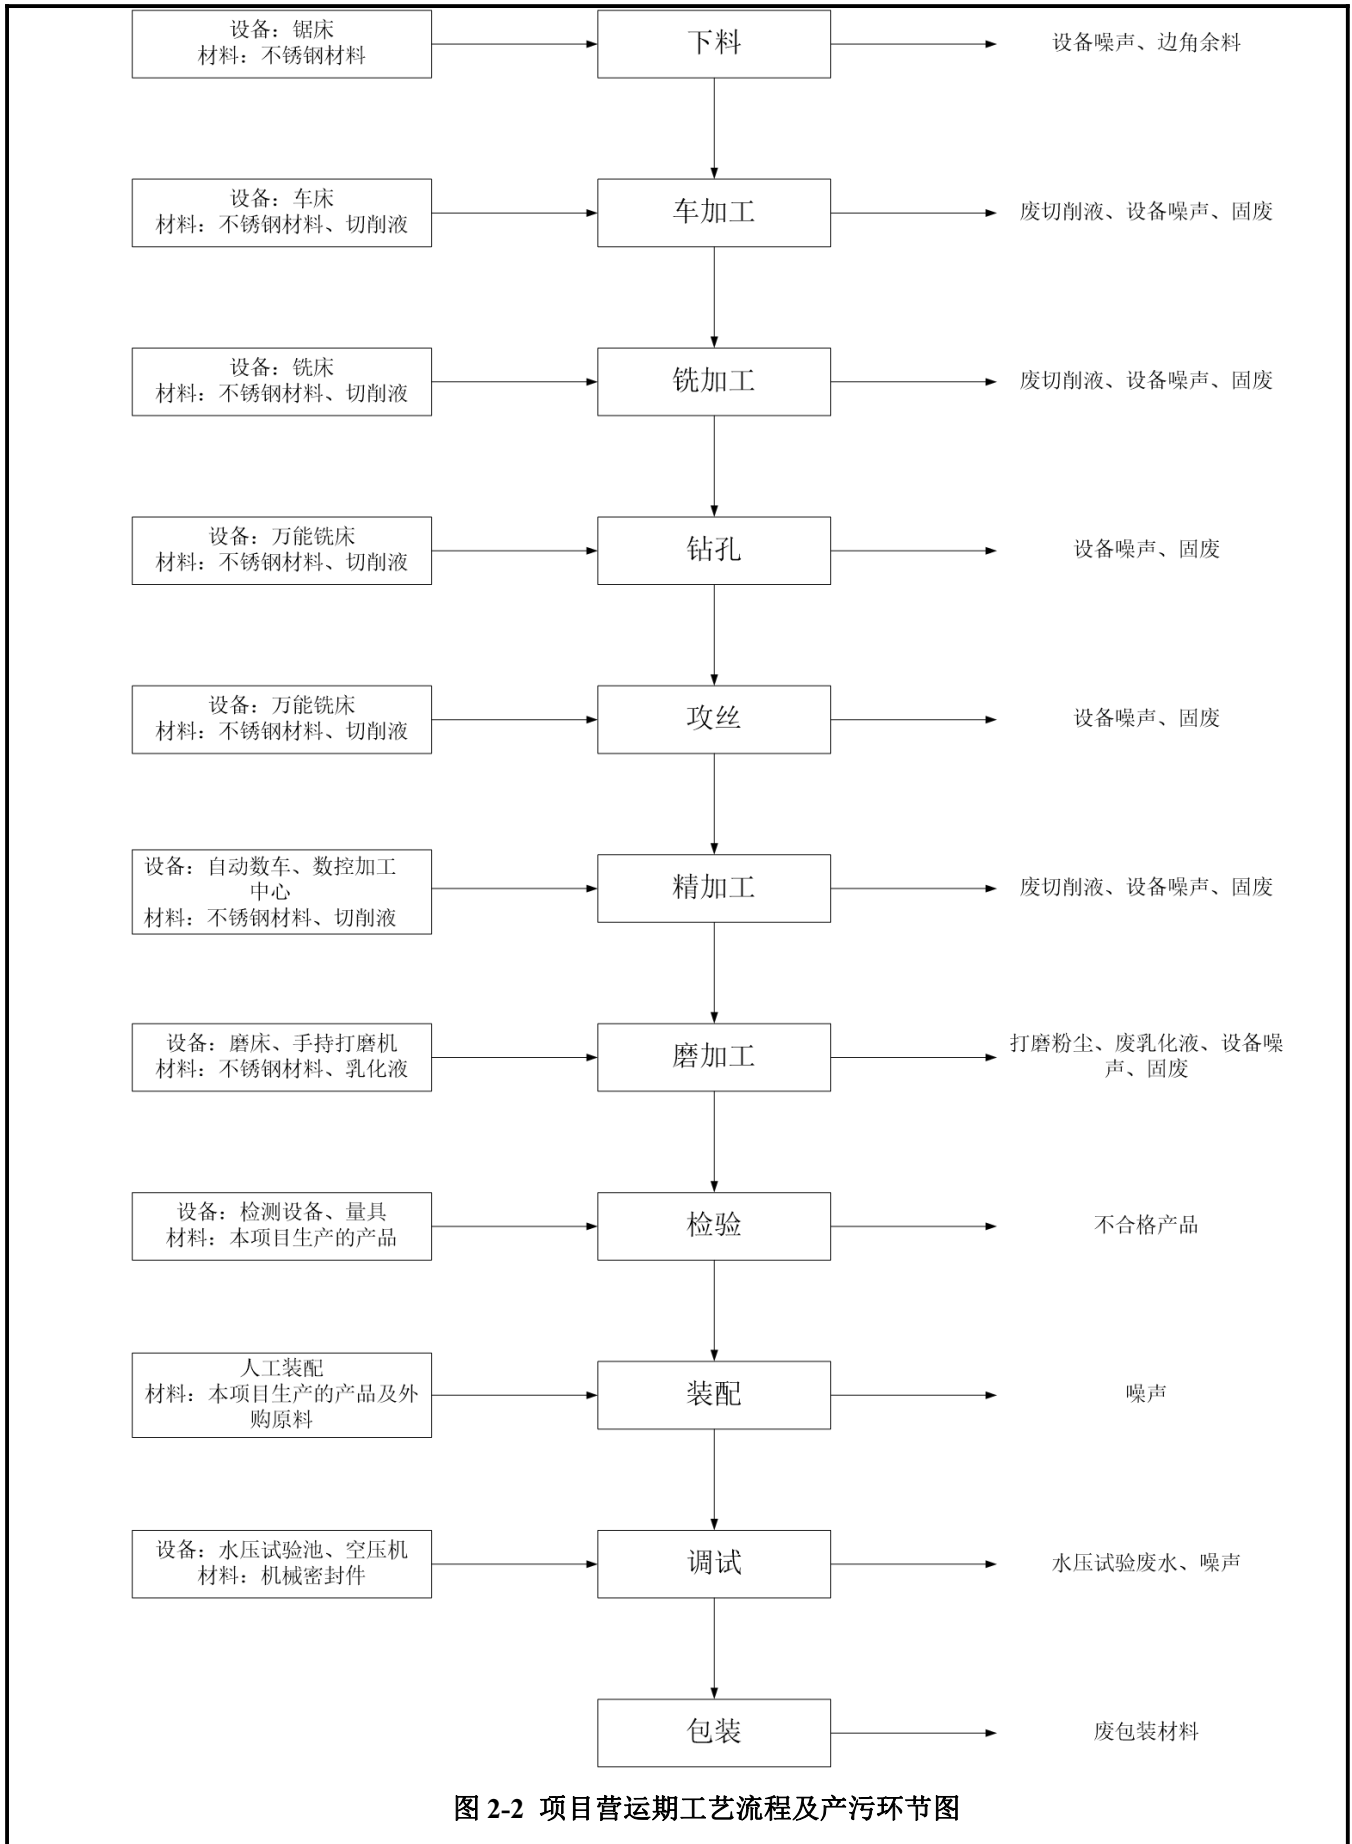 设备：锯床
材料：不锈钢材料
下料
设备噪声、边角余料
设备：车床
材料：不锈钢材料、切削液
车加工
废切削液、设备噪声、固废
设备：铣床
材料：不锈钢材料、切削液
铣加工
废切削液、设备噪声、固废
设备：万能铣床
材料：不锈钢材料、切削液
钻孔
设备噪声、固废
设备：万能铣床
材料：不锈钢材料、切削液
攻丝
设备噪声、固废
设备：自动数车、数控加工
中心
材料：不锈钢材料、切削液
精加工
废切削液、设备噪声、固废
设备：磨床、手持打磨机
材料：不锈钢材料、乳化液
磨加工
打磨粉尘、废乳化液、设备噪
声、固废
设备：检测设备、量具
材料：本项目生产的产品
检验
不合格产品
人工装配
材料：本项目生产的产品及外
购原料
装配
噪声
设备：水压试验池、空压机
材料：机械密封件
调试
水压试验废水、噪声
包装
废包装材料
图 2-2 项目营运期工艺流程及产污环节图